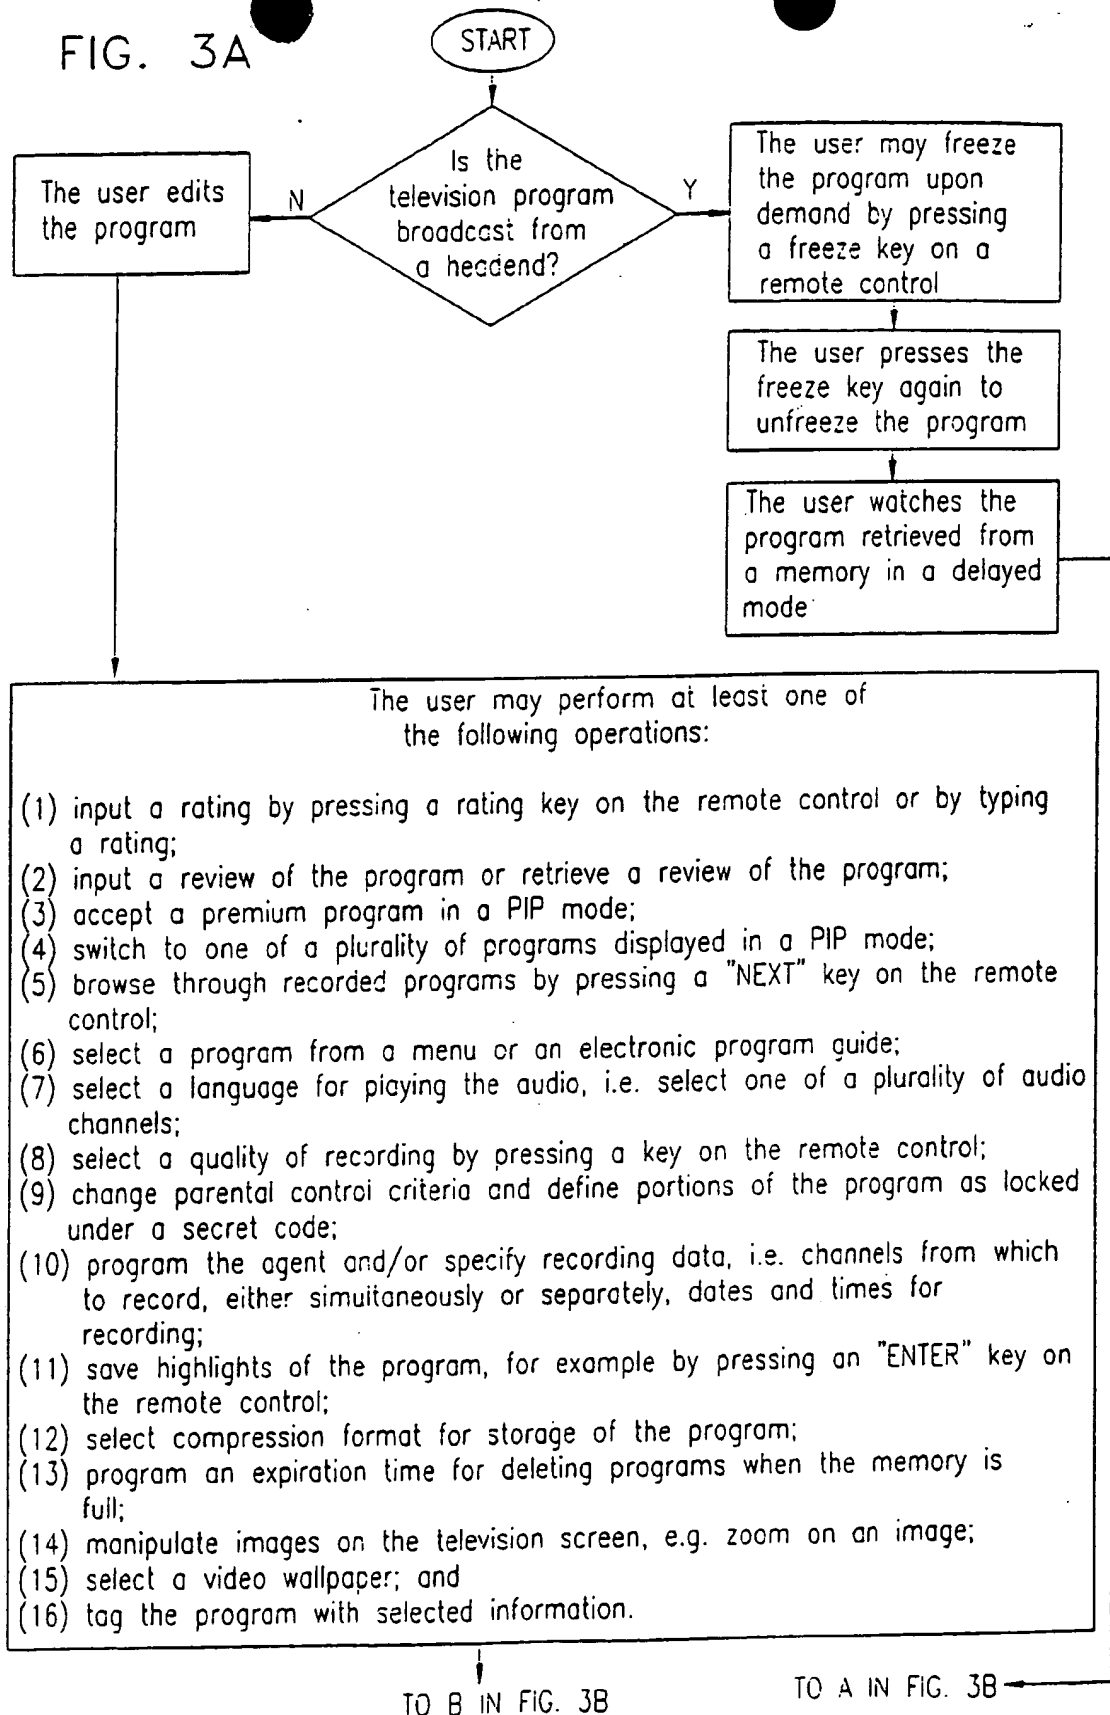 FIG. 3A
START
Is the
television program
broadcast from
a headend?
N
Y
The user edits
the program
The user may freeze
the program upon
demand by pressing
a freeze key on a
remote control
The user presses the
freeze key again to
unfreeze the program
The user watches the
program retrieved from
a memory in a delayed
mode
The user may perform at least one of
the following operations:
(1) input a rating by pressing a rating key on the remote control or by typing
a rating;
(2) input a review of the program or retrieve a review of the program;
(3) accept a premium program in a PIP mode;
(4) switch to one of a plurality of programs displayed in a PIP mode;
(5) browse through recorded programs by pressing a "NEXT" key on the remote
control;
(6) select a program from a menu or an electronic program guide;
(7) select a language for playing the audio, i.e. select one of a plurality of audio
channels;
(8) select a quality of recording by pressing a key on the remote control;
(9) change parental control criteria and define portions of the program as locked
under a secret code;
(10) program the agent and/or specify recording data, i.e. channels from which
to record, either simultaneously or separately, dates and times for
recording;
(11) save highlights of the program, for example by pressing an "ENTER" key on
the remote control;
(12) select compression format for storage of the program;
(13) program an expiration time for deleting programs when the memory is
full;
(14) manipulate images on the television screen, e.g. zoom on an image;
(15) select a video wallpaper; and
(16) tag the program with selected information.
TO B IN FIG. 3B
TO A IN FIG. 3B